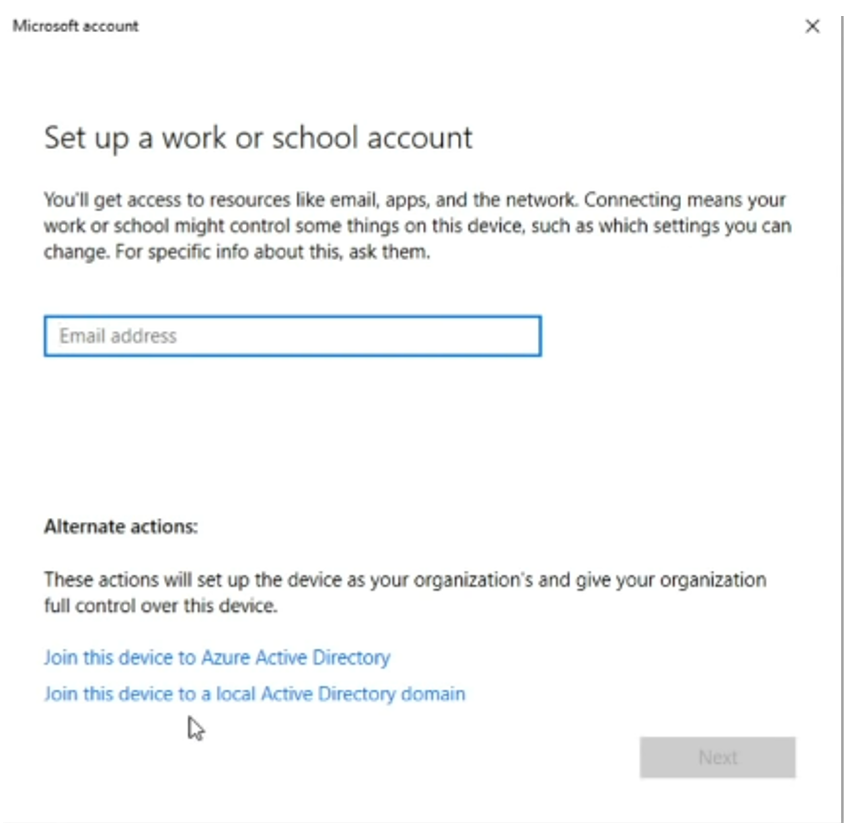 Microsoft account
Set up a work or school account
You'll get access to resources like email, apps, and the network. Connecting means your
work or school might control some things on this device, such as which settings you can
change. For specific info about this, ask them.
Email address
Alternate actions:
These actions will set up the device as your organization's and give your organization
full control over this device.
Join this device to Azure Active Directory
Join this device to a local Active Directory domain
Next